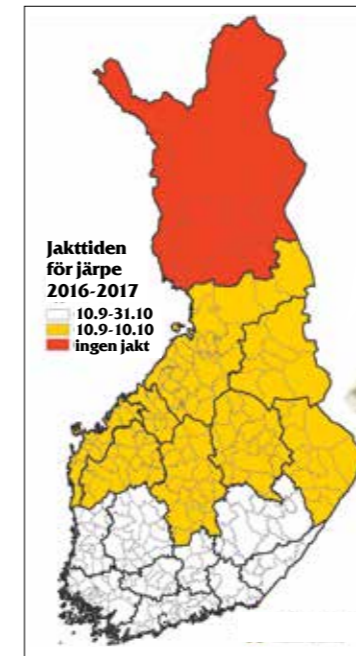 Jakttiden
för järpe
2016-2017
10.9-31.10
10.9-10.10
ingen jakt